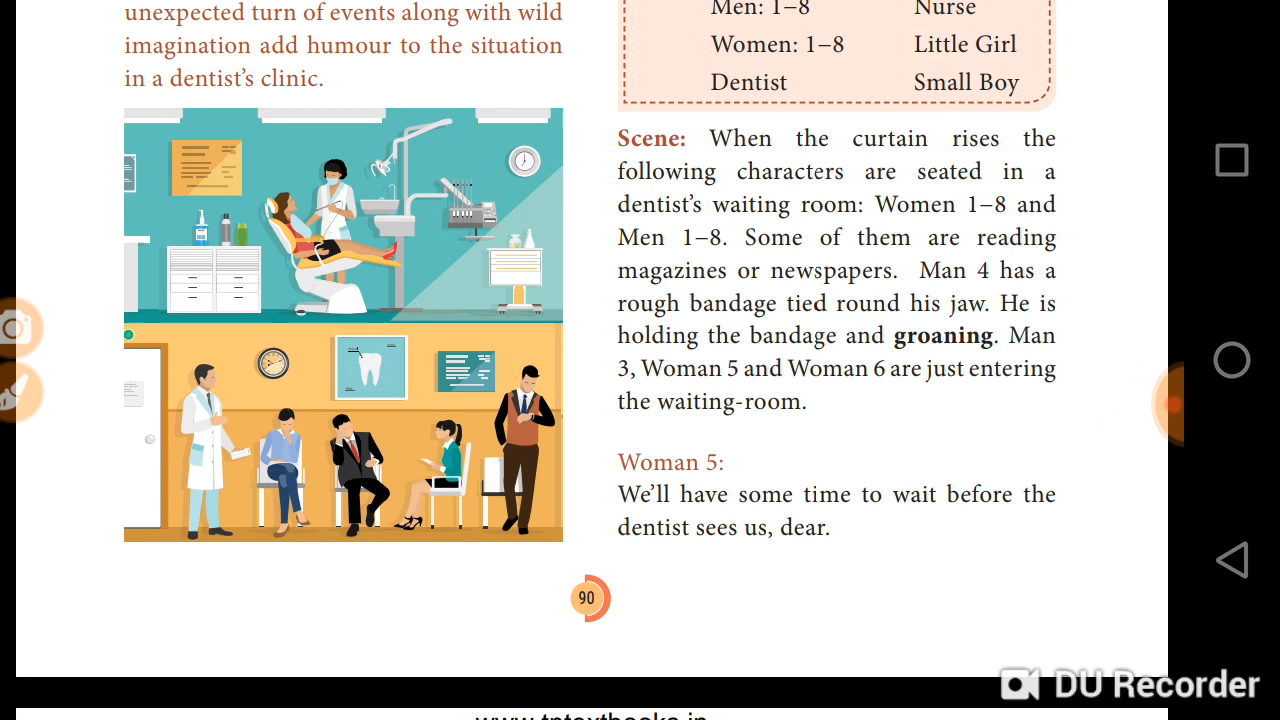 unexpected turn of events along with wild
imagination add humour to the situation
in a dentist’s clinic.
Men: 1–8
Nurse
Women: 1–8
Little Girl
Dentist
Small Boy
Scene: When the curtain rises the
following characters are seated in a
dentist’s waiting room: Women 1–8 and
Men 1–8. Some of them are reading
magazines or newspapers. Man 4 has a
rough bandage tied round his jaw. He is
holding the bandage and groaning. Man
3, Woman 5 and Woman 6 are just entering
the waiting-room.
Woman 5:
We’ll have some time to wait before the
dentist sees us, dear.
90
DU Recorder
www.tntextbooks.in